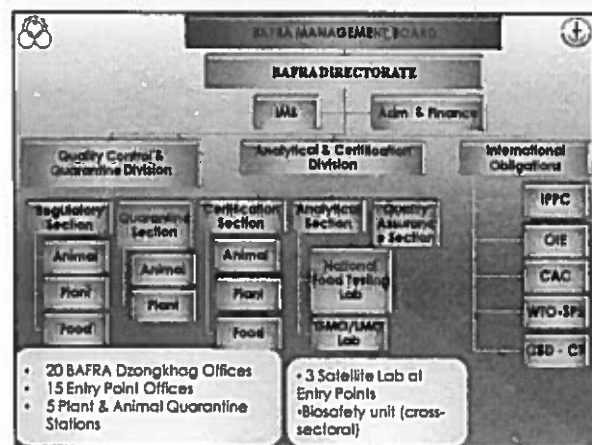 BAFRA MANAGEMENT BOARD
BAFRA DIRECTORATE
IMS
Adm & Finance
Quality Control &
Quarantine Division
Analytical & Certification
Division
International
Obligations
Regulatory
Section
Animal
Plant
Food
Quarantine
Section
Animal
Plant
Certification
Section
Animal
Plant
Food
Analytical
Section
National
Food Testing
Lab
GMO/LMO
Lab
Quality
Assuranc
e Section
IPPC
OIE
CAC
WTO-SPS
CBD - CP
• 20 BAFRA Dzongkhag Offices
• 15 Entry Point Offices
• 5 Plant & Animal Quarantine
Stations
• 3 Satellite Lab at
Entry Points
•Biosafety unit (cross-
sectoral)